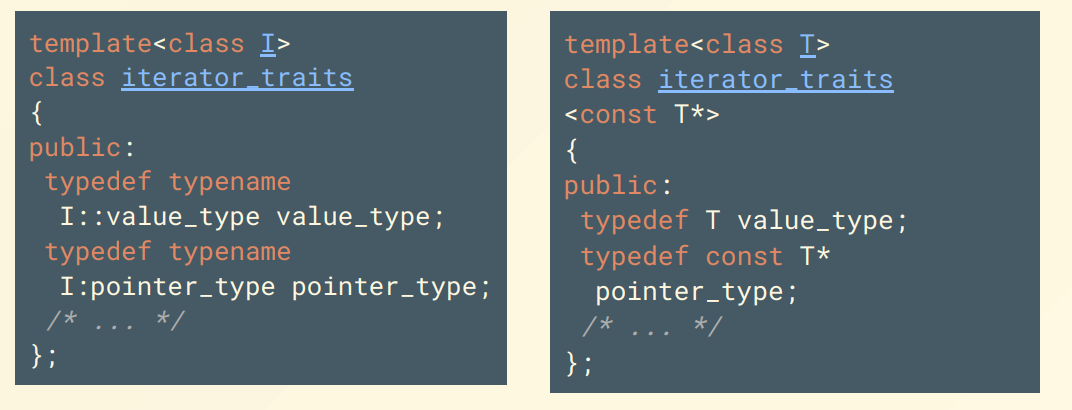 template<class I>
class iterator_traits
{
public:
 typedef typename
  I::value_type value_type;
 typedef typename
  I:pointer_type pointer_type;
 /* ... */
};
template<class T>
class iterator_traits
<const T*>
{
public:
 typedef T value_type;
 typedef const T*
  pointer_type;
 /* ... */
};